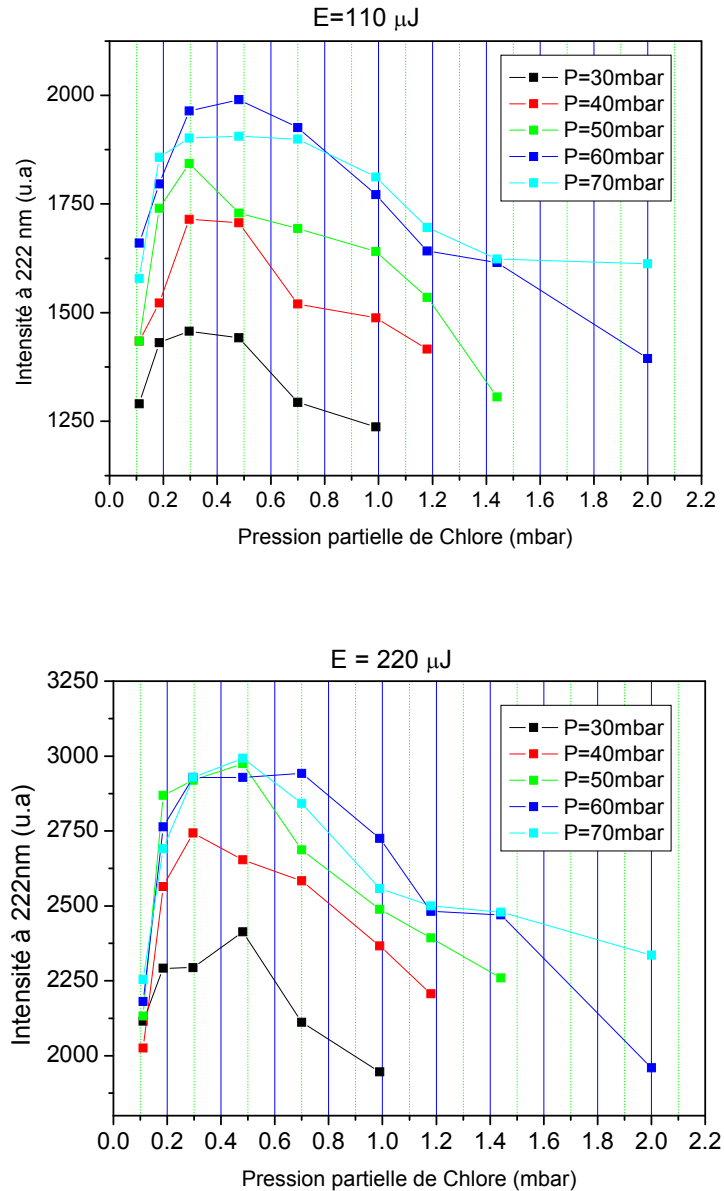 E=110 μJ
2000
1750
1500
1250
Intensité à 222 nm (u.a)
P=30mbar
P=40mbar
P=50mbar
P=60mbar
P=70mbar
0.0 0.2 0.4 0.6 0.8 1.0 1.2 1.4 1.6 1.8 2.0 2.2
Pression partielle de Chlore (mbar)
E = 220 μJ
3250
3000
2750
2500
2250
2000
Intensité à 222nm (u.a)
P=30mbar
P=40mbar
P=50mbar
P=60mbar
P=70mbar
0.0 0.2 0.4 0.6 0.8 1.0 1.2 1.4 1.6 1.8 2.0 2.2
Pression partielle de Chlore (mbar)